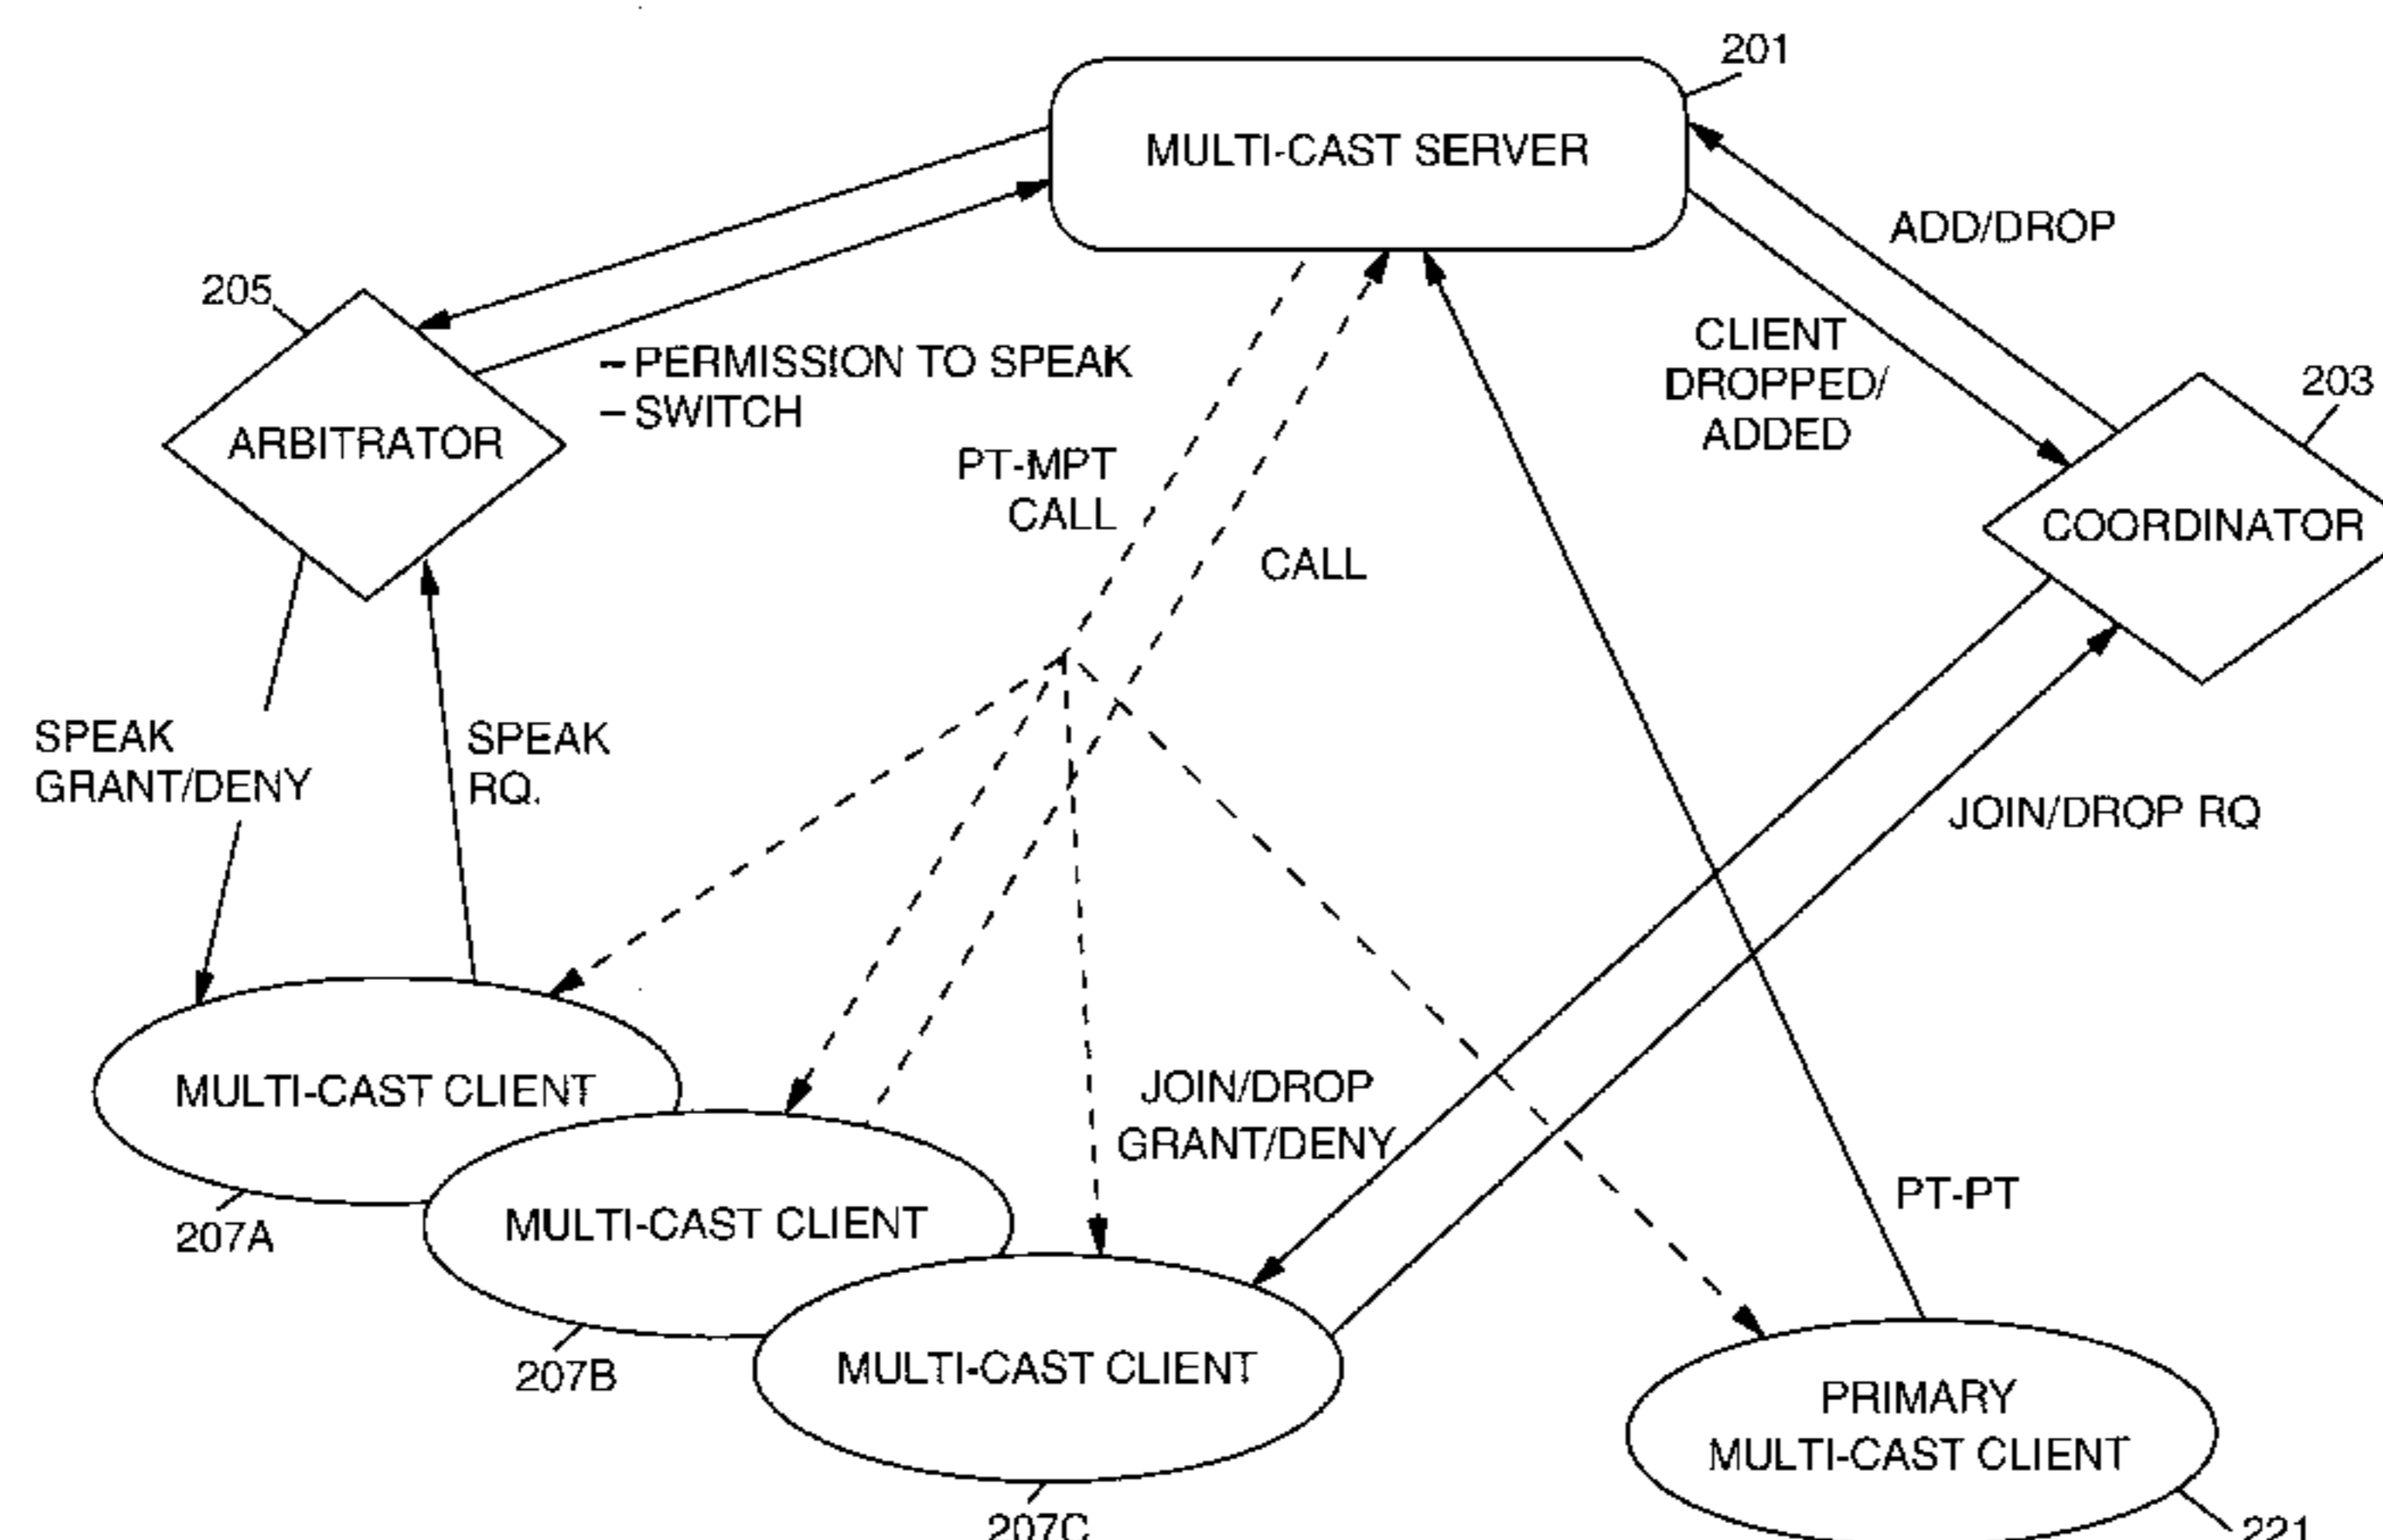 201
MULTI-CAST SERVER
ADD/DROP
205
CLIENT
DROPPED/
ADDED
– PERMISSION TO SPEAK
– SWITCH
203
ARBITRATOR
PT-MPT
CALL
COORDINATOR
CALL
SPEAK
GRANT/DENY
SPEAK
RQ.
JOIN/DROP RQ
MULTI-CAST CLIENT
JOIN/DROP
GRANT/DENY
207A
PT-PT
MULTI-CAST CLIENT
207B
MULTI-CAST CLIENT
207C
PRIMARY
MULTI-CAST CLIENT
221